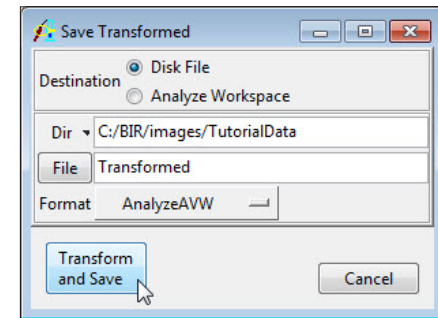 Save Transformed
Destination
Disk File
Analyze Workspace
Dir C:/BIR/images/TutorialData
File Transformed
Format AnalyzeAVW
Transform
and Save
Cancel